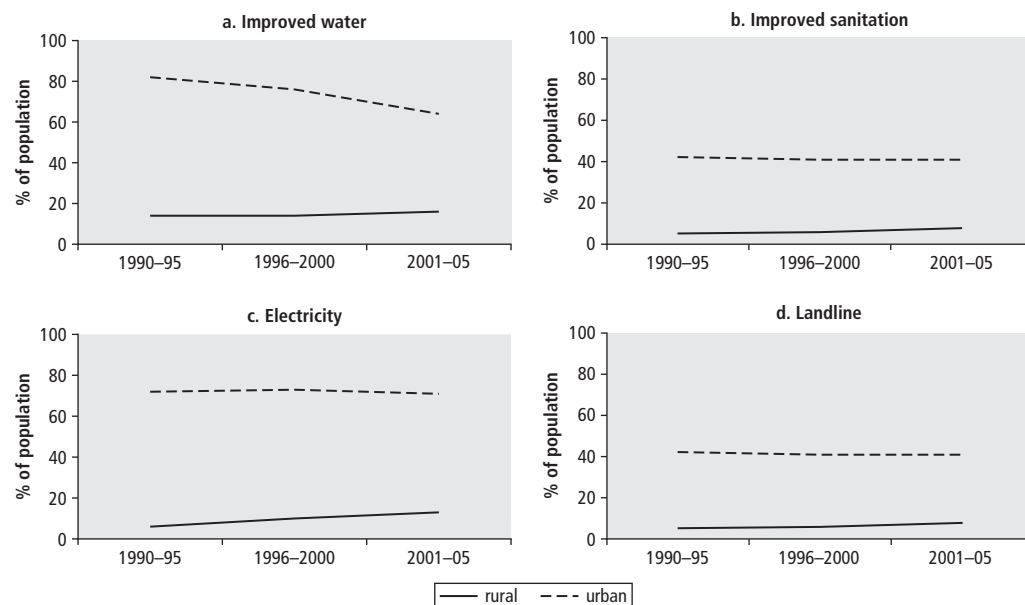 a. Improved water
% of population
100
80
60
40
20
0
1990–95 1996–2000 2001–05
b. Improved sanitation
% of population
100
80
60
40
20
0
1990–95 1996–2000 2001–05
c. Electricity
% of population
100
80
60
40
20
0
1990–95 1996–2000 2001–05
d. Landline
% of population
100
80
60
40
20
0
1990–95 1996–2000 2001–05
rural urban